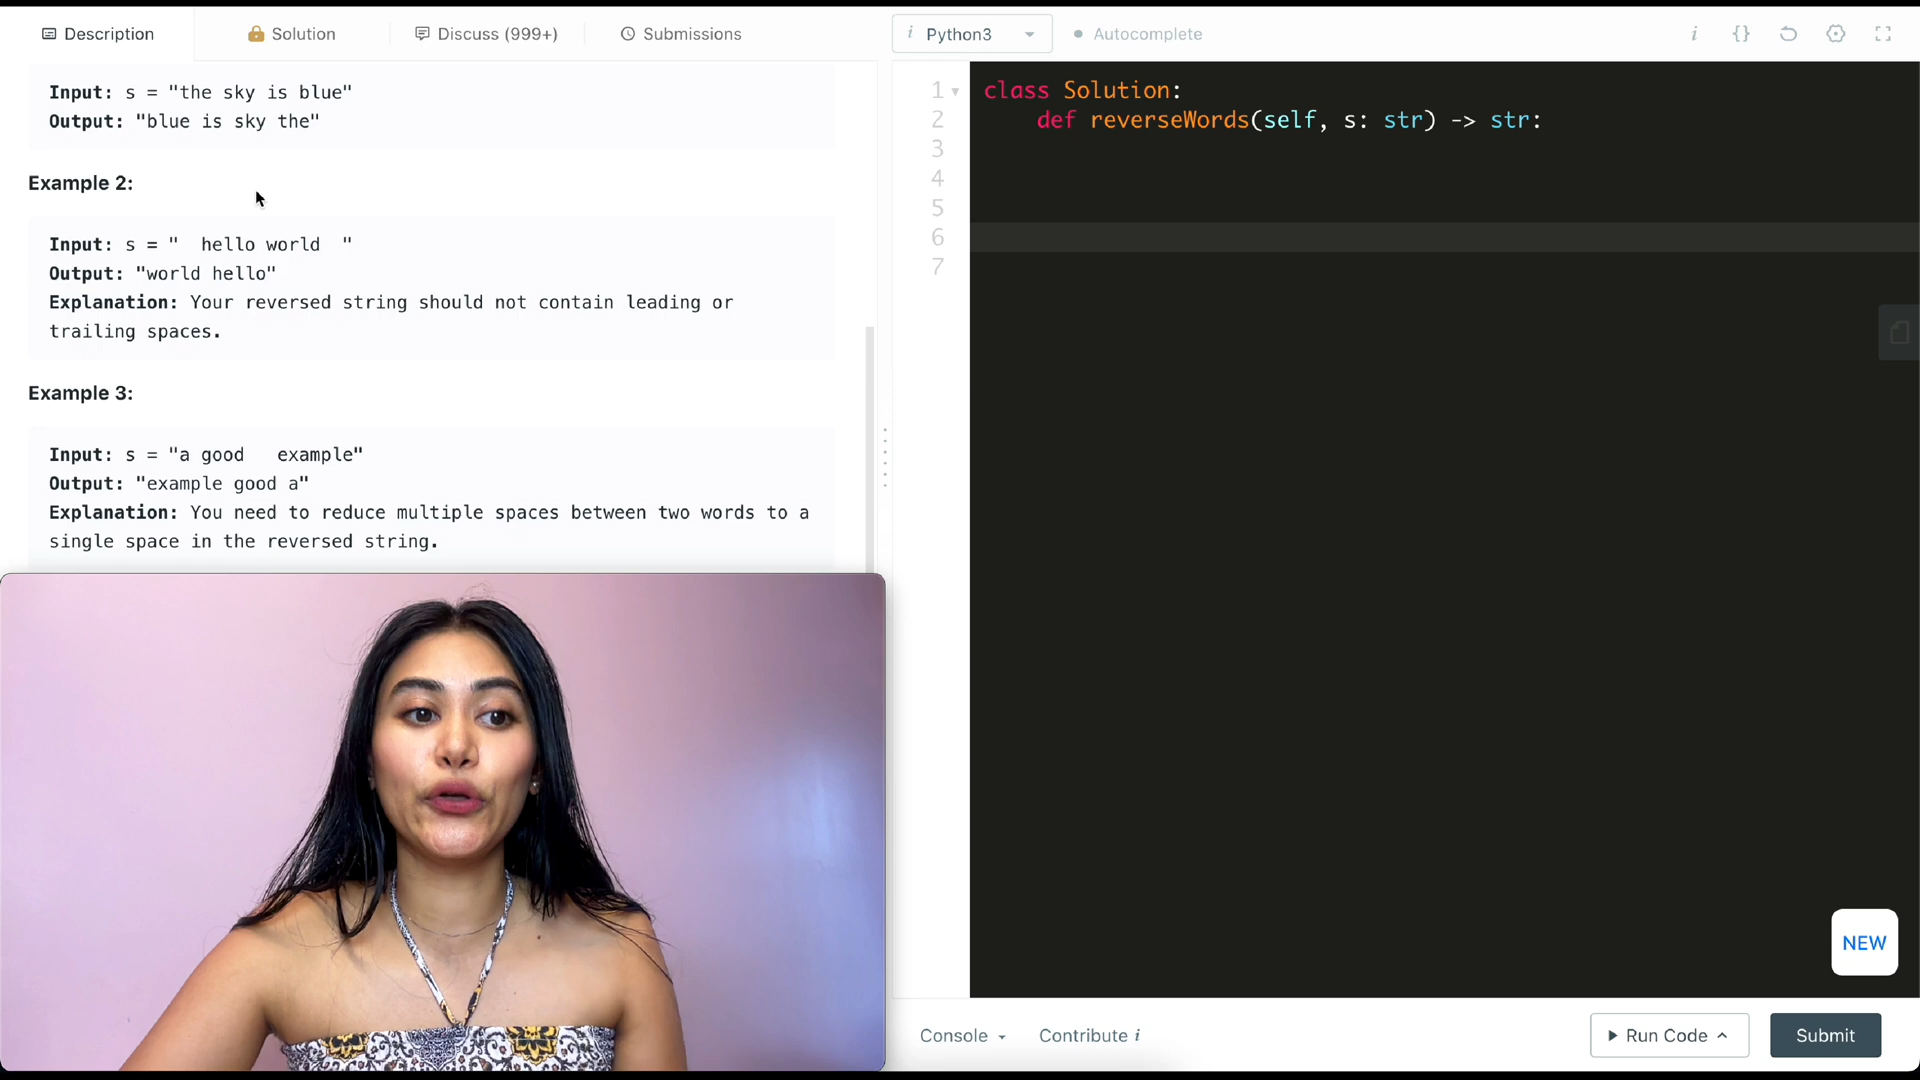 Description
Solution
Discuss (999+)
Submissions
i Python3
Autocomplete
i {}
Input: s = "the sky is blue"
Output: "blue is sky the"
Example 2:
Input: s = "  hello world  "
Output: "world hello"
Explanation: Your reversed string should not contain leading or
trailing spaces.
Example 3:
Input: s = "a good   example"
Output: "example good a"
Explanation: You need to reduce multiple spaces between two words to a
single space in the reversed string.
1 class Solution:
2     def reverseWords(self, s: str) -> str:
3
4
5
6
7
NEW
Console
Contribute i
Run Code
Submit